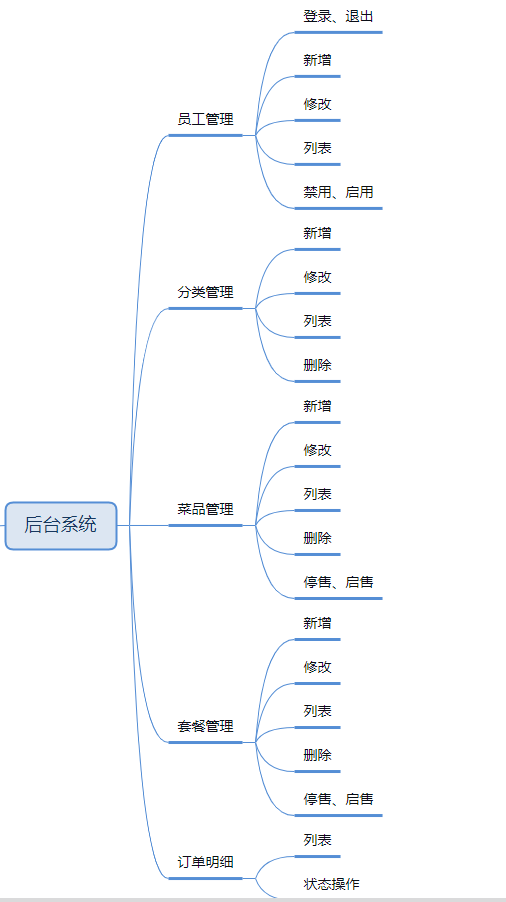 后台系统
员工管理
登录、退出
新增
修改
列表
禁用、启用
分类管理
新增
修改
列表
删除
菜品管理
新增
修改
列表
删除
停售、启售
套餐管理
新增
修改
列表
删除
停售、启售
订单明细
列表
状态操作